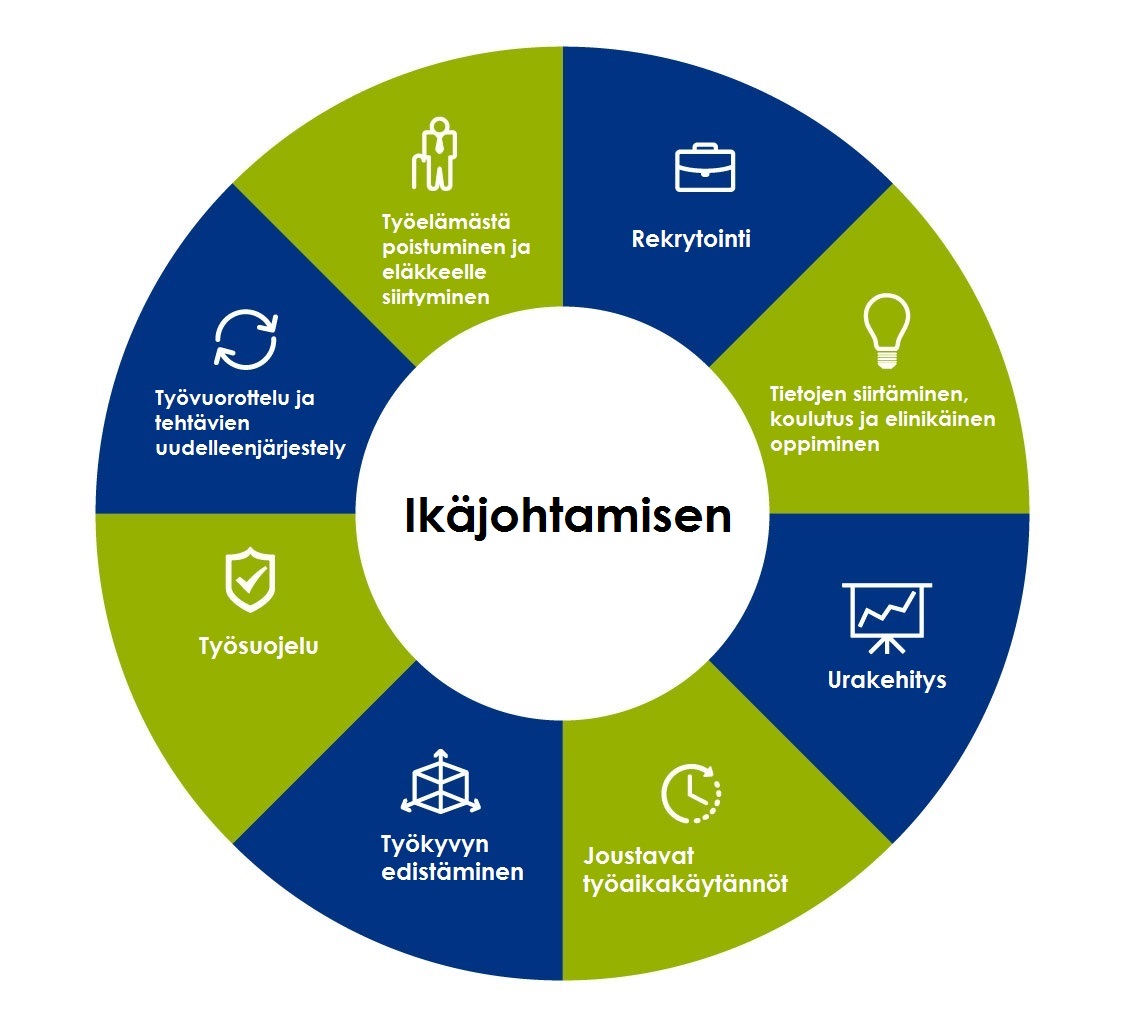 Työelämästä
poistuminen ja
eläkkeelle
siirtyminen
Rekrytointi
Tietojen siirtäminen,
koulutus ja elinikäinen
oppiminen
Työvuorottelu ja
tehtävien
uudelleenjärjestely
Ikäjohtamisen
Työsuojelu
Urakehitys
Työkyvyn
edistäminen
Joustavat
työaikakäytännöt